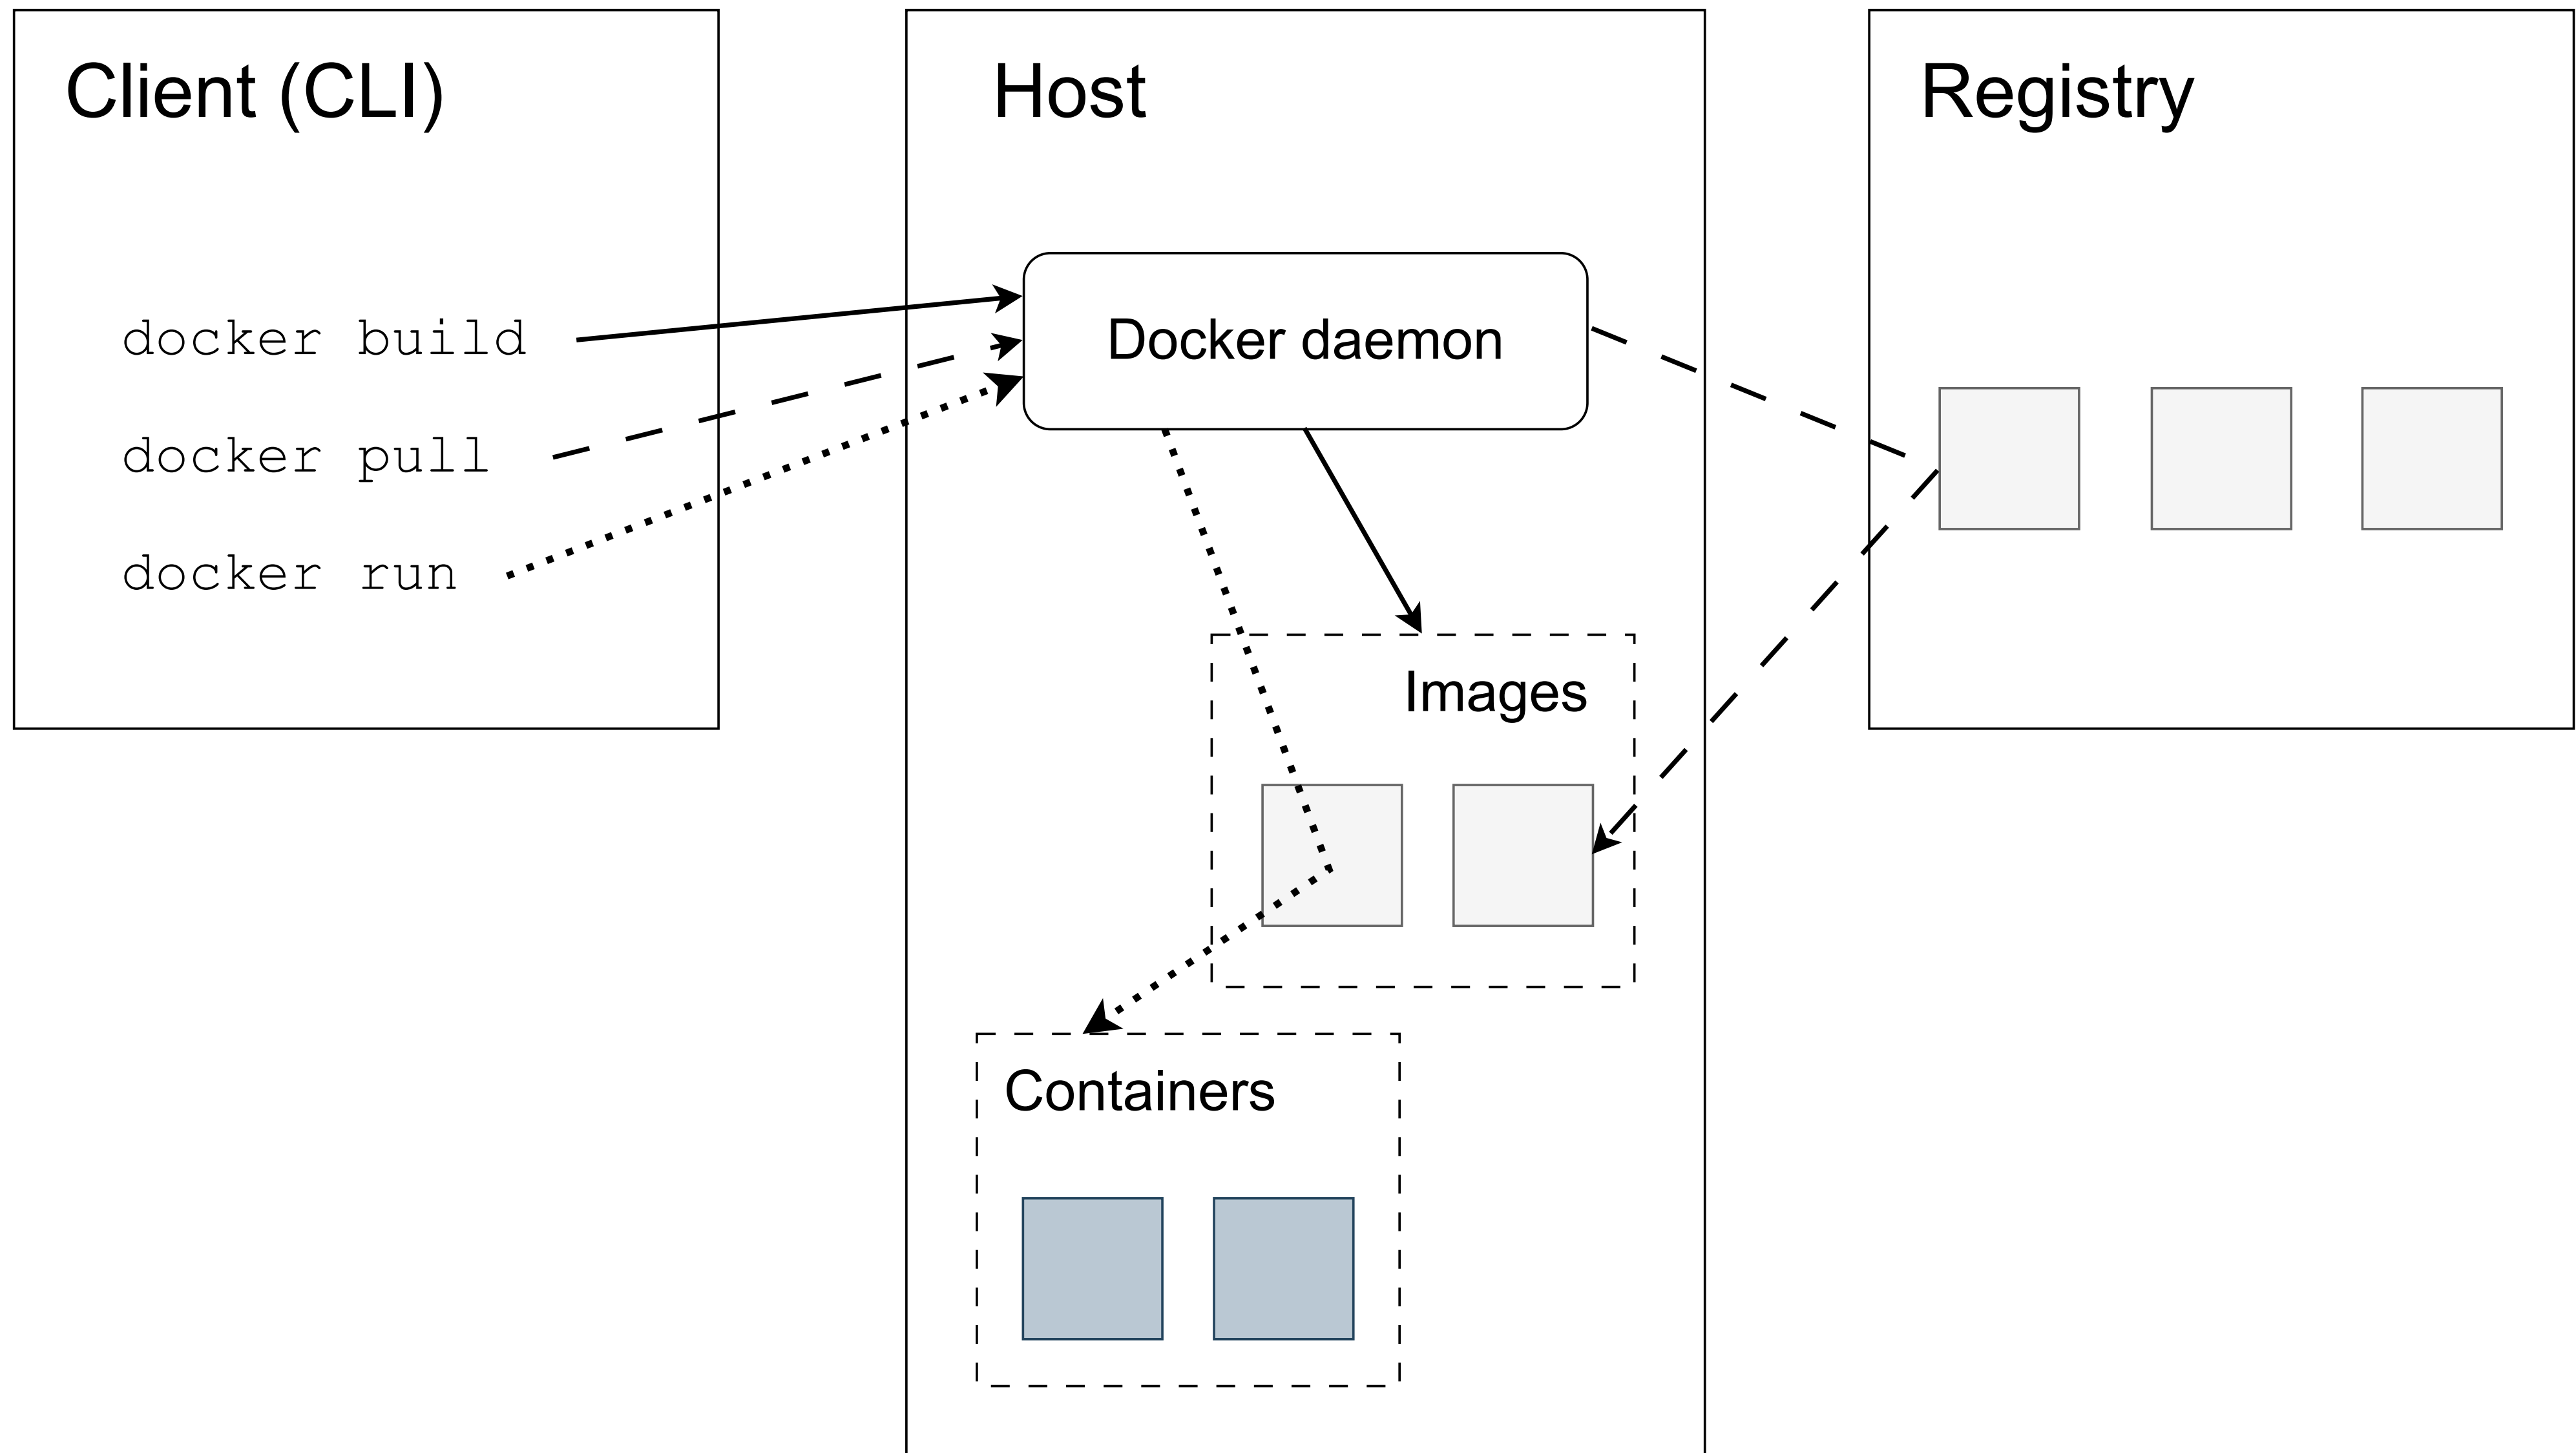 Client (CLI)
docker build
docker pull
docker run
Host
Docker daemon
Images
Containers
Registry